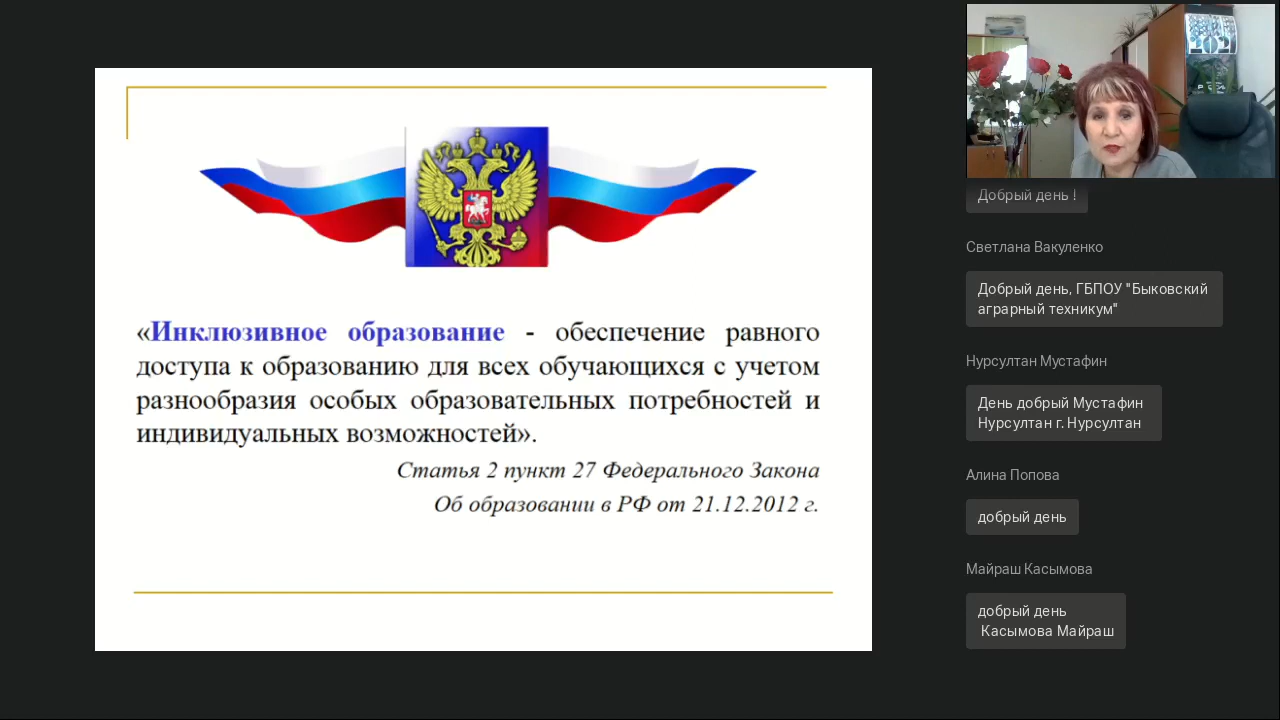 «Инклюзивное образование - обеспечение равного
доступа к образованию для всех обучающихся с учетом
разнообразия особых образовательных потребностей и
индивидуальных возможностей».
Статья 2 пункт 27 Федерального Закона
Об образовании в РФ от 21.12.2012 г.
Добрый день !
Светлана Вакуленко
Добрый день, ГБПОУ "Быковский
аграрный техникум"
Нурсултан Мустафин
День добрый Мустафин
Нурсултан г. Нурсултан
Алина Попова
добрый день
Майраш Касымова
добрый день
Касымова Майраш